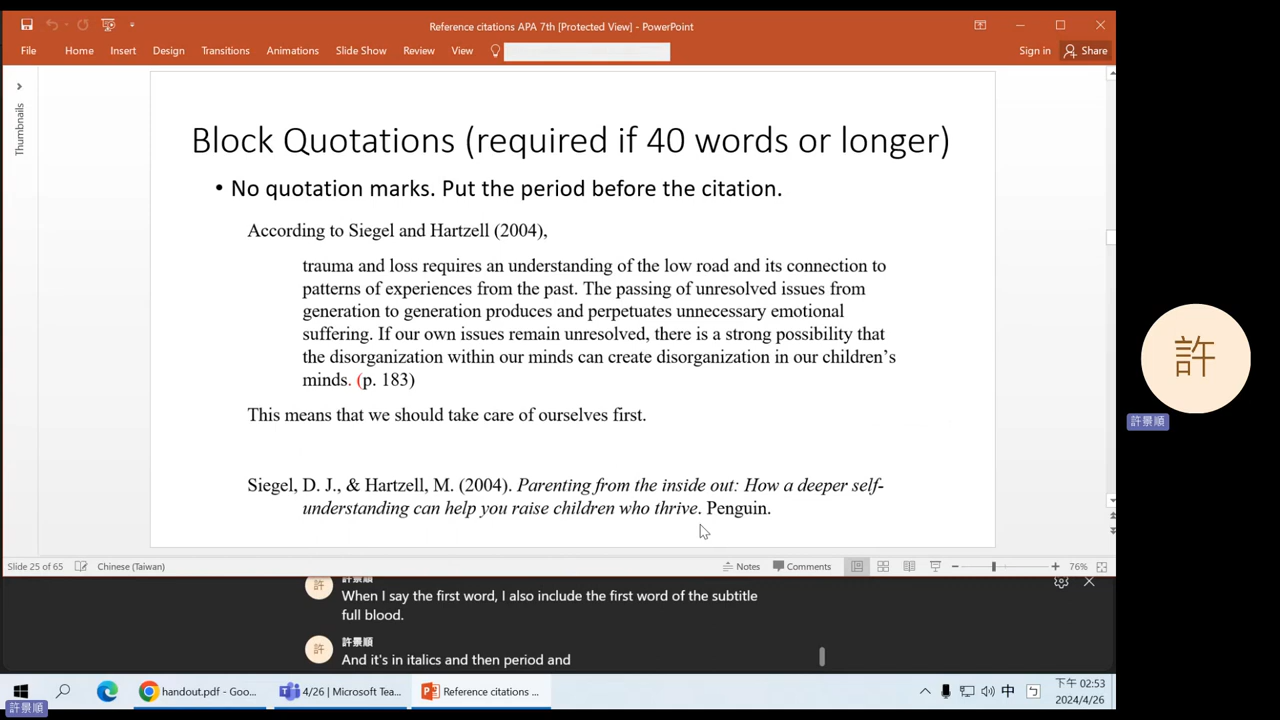 Reference citations APA 7th [Protected View] - PowerPoint
File Home Insert Design Transitions Animations Slide Show Review View Sign in Share
Thumbnails
Block Quotations (required if 40 words or longer)
• No quotation marks. Put the period before the citation.
According to Siegel and Hartzell (2004),
trauma and loss requires an understanding of the low road and its connection to
patterns of experiences from the past. The passing of unresolved issues from
generation to generation produces and perpetuates unnecessary emotional
suffering. If our own issues remain unresolved, there is a strong possibility that
the disorganization within our minds can create disorganization in our children's
minds. (p. 183)
This means that we should take care of ourselves first.
Siegel, D. J., & Hartzell, M. (2004). Parenting from the inside out: How a deeper self-
understanding can help you raise children who thrive. Penguin.
許
許景順
Slide 25 of 65 Chinese (Taiwan) Notes Comments 76%
許 許景順
When I say the first word, I also include the first word of the subtitle
full blood.
許 許景順
And it's in italics and then period and
handout.pdf - Goo... 4/26 | Microsoft Tea... Reference citations ... 中 ㄅ 下午 02:53
2024/4/26
許景順